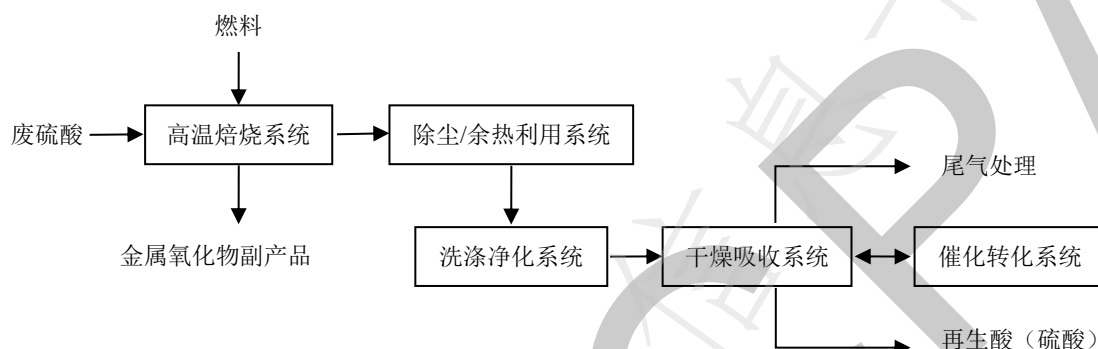 燃料
废硫酸
高温焙烧系统
除尘/余热利用系统
尾气处理
金属氧化物副产品
洗涤净化系统
干燥吸收系统
催化转化系统
再生酸（硫酸）